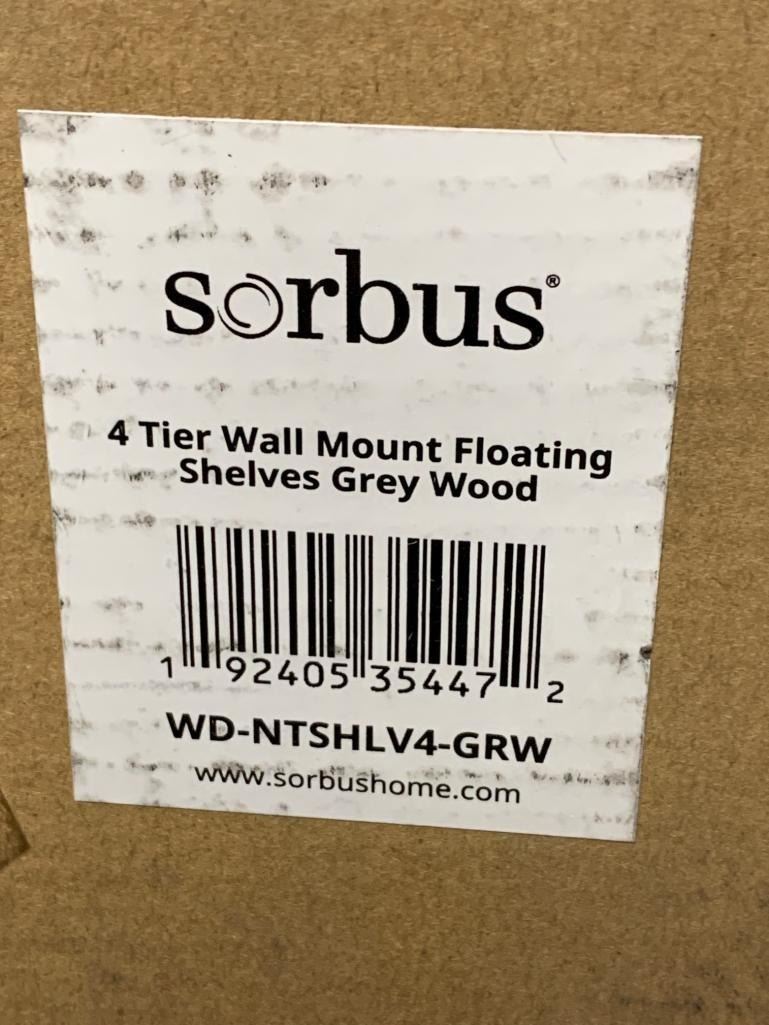 sorbus®
4 Tier Wall Mount Floating
Shelves Grey Wood
1 92405 35447 2
WD-NTSHLV4-GRW
www.sorbushome.com